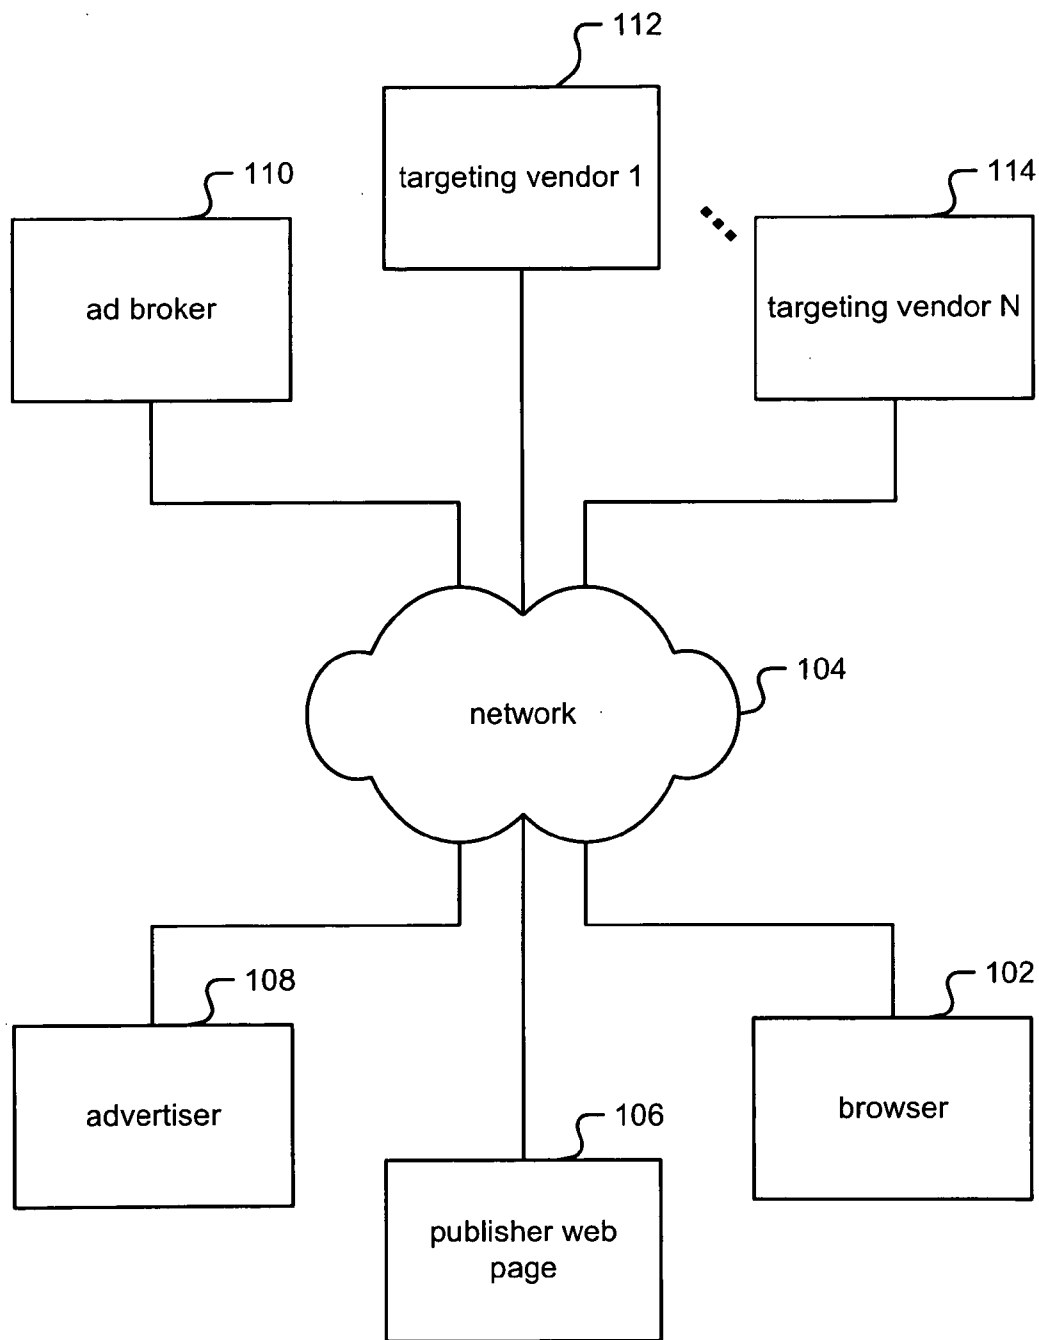 112
targeting vendor 1
110
114
ad broker
targeting vendor N
104
network
108
102
advertiser
browser
106
publisher web
page